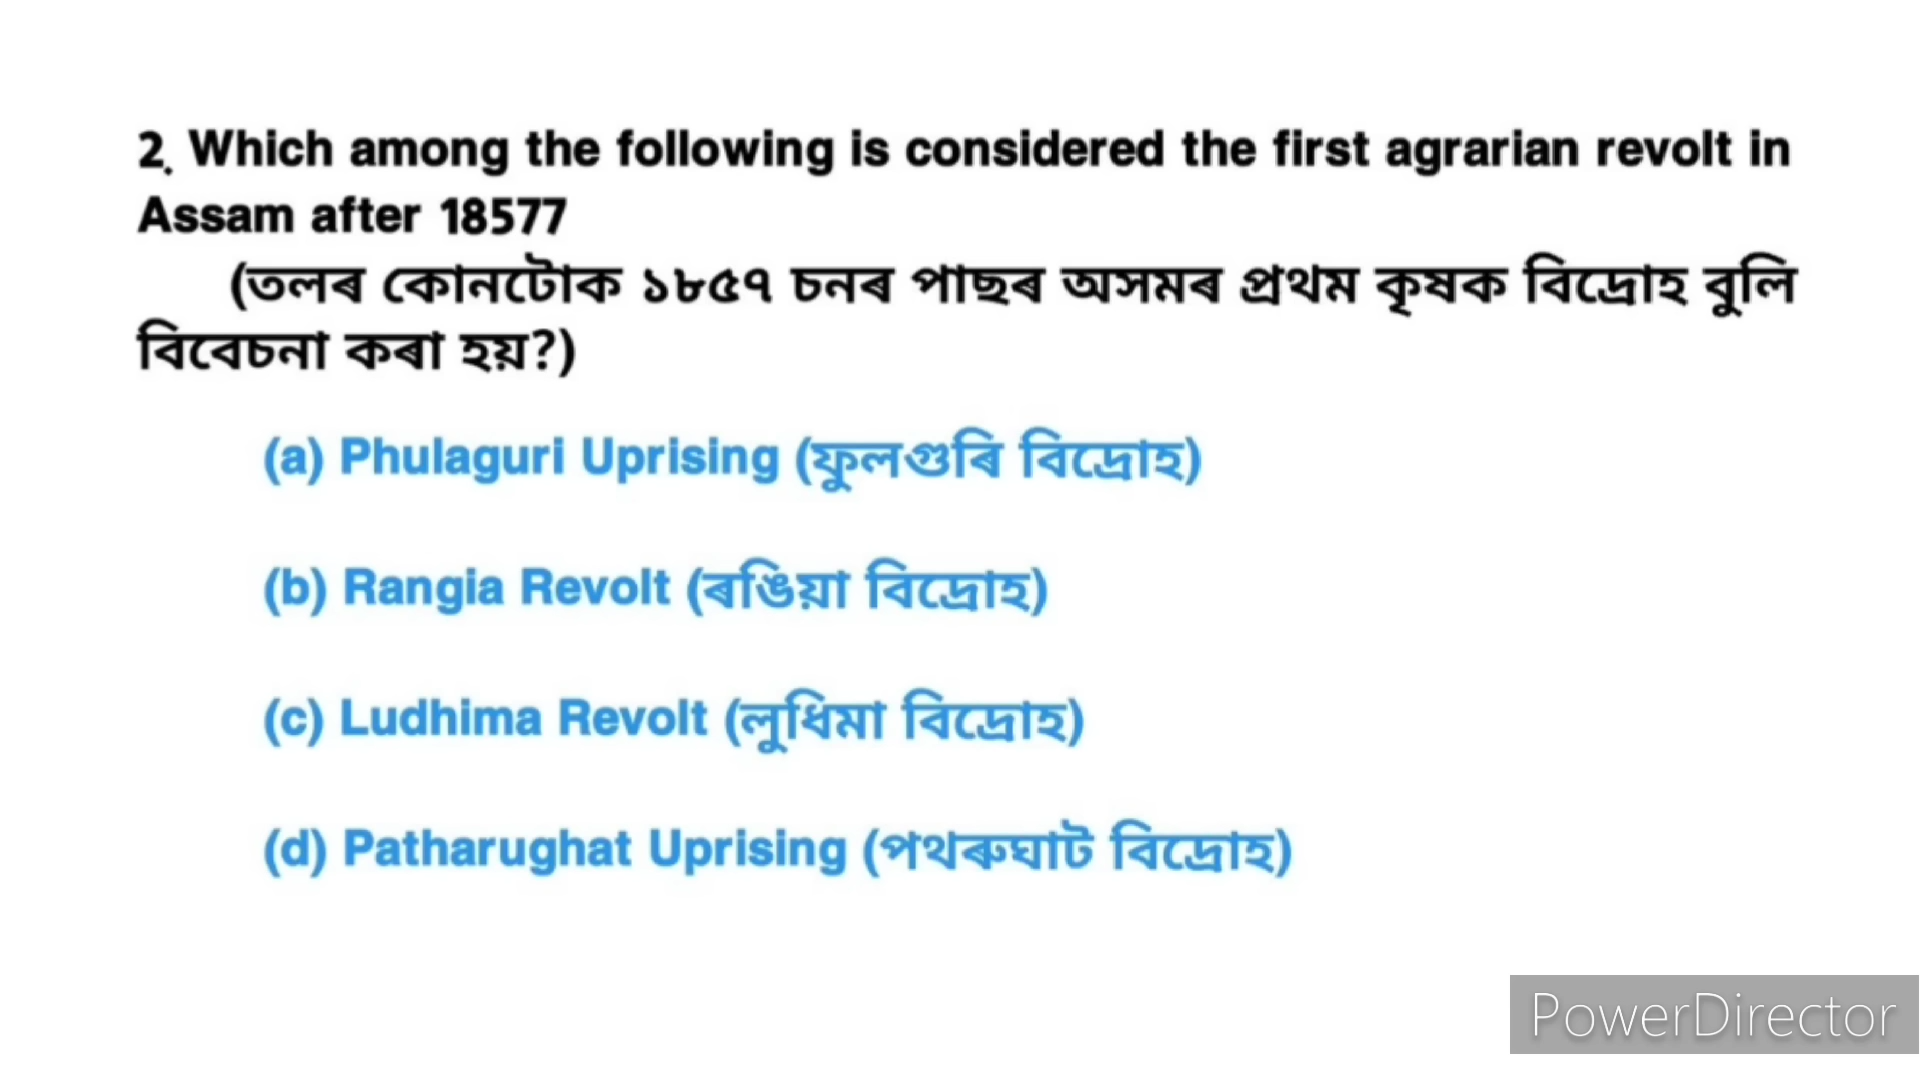 2. Which among the following is considered the first agrarian revolt in
Assam after 18577
(তলৰ কোনটোক ১৮৫৭ চনৰ পাছৰ অসমৰ প্ৰথম কৃষক বিদ্ৰোহ বুলি
বিবেচনা কৰা হয়?)
(a) Phulaguri Uprising (ফুলগুৰি বিদ্ৰোহ)
(b) Rangia Revolt (ৰঙিয়া বিদ্ৰোহ)
(c) Ludhima Revolt (লুধিমা বিদ্ৰোহ)
(d) Patharughat Uprising (পথৰুঘাট বিদ্ৰোহ)
PowerDirector